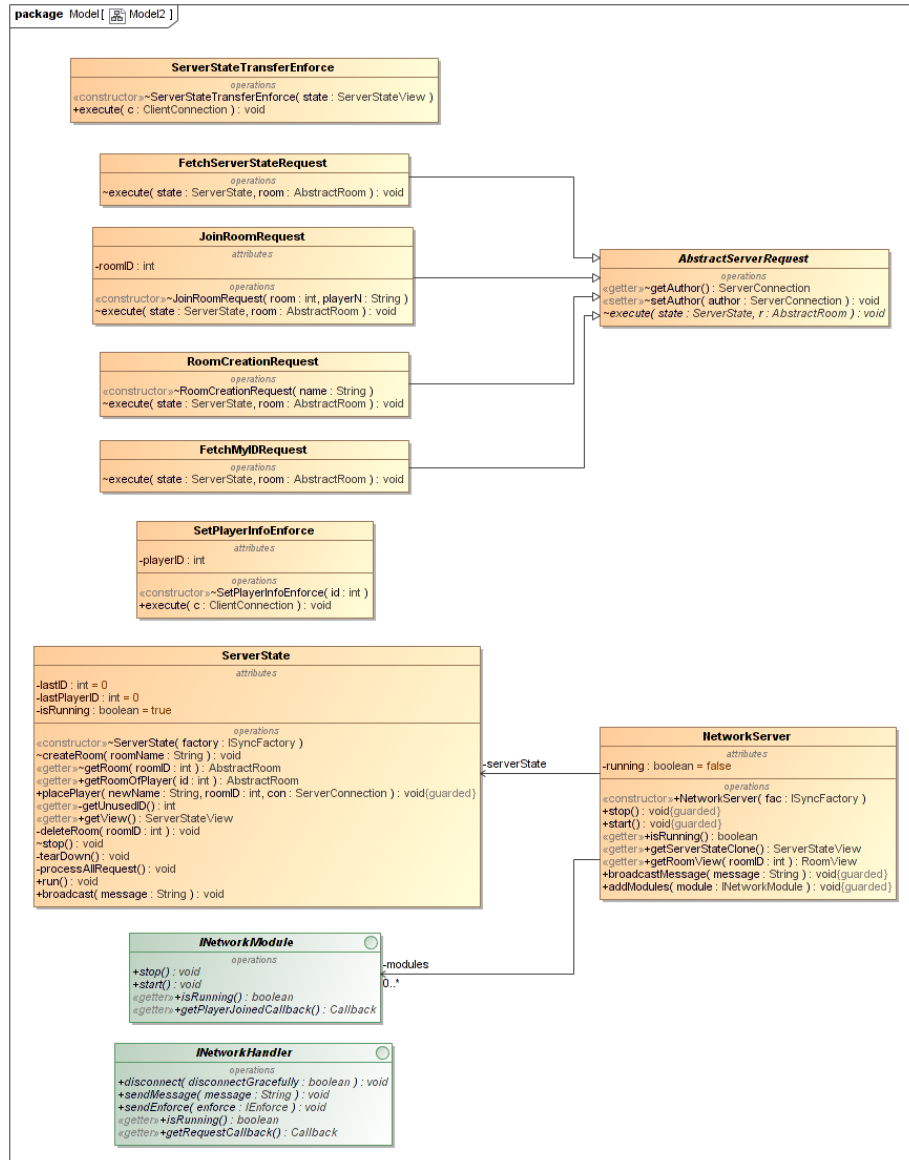 package Model[ Model2 ]
ServerStateTransferEnforce
operations
«constructor»~ServerStateTransferEnforce( state : ServerStateView )
+execute( c : ClientConnection ) : void
FetchServerStateRequest
operations
~execute( state : ServerState, room : AbstractRoom ) : void
JoinRoomRequest
attributes
-roomID : int
operations
«constructor»~JoinRoomRequest( room : int, playerN : String )
~execute( state : ServerState, room : AbstractRoom ) : void
AbstractServerRequest
operations
«getter»~getAuthor() : ServerConnection
«setter»~setAuthor( author : ServerConnection ) : void
~execute( state : ServerState, r : AbstractRoom ) : void
RoomCreationRequest
operations
«constructor»~RoomCreationRequest( name : String )
~execute( state : ServerState, room : AbstractRoom ) : void
FetchMyIDRequest
operations
~execute( state : ServerState, room : AbstractRoom ) : void
SetPlayerInfoEnforce
attributes
-playerID : int
operations
«constructor»~SetPlayerInfoEnforce( id : int )
+execute( c : ClientConnection ) : void
ServerState
attributes
-lastID : int = 0
-lastPlayerID : int = 0
-isRunning : boolean = true
operations
«constructor»~ServerState( factory : ISyncFactory )
~createRoom( roomName : String ) : void
«getter»~getRoom( roomID : int ) : AbstractRoom
«getter»+getRoomOfPlayer( id : int ) : AbstractRoom
+placePlayer( newName : String, roomID : int, con : ServerConnection ) : void{guarded}
«getter»-getUnusedID() : int
«getter»+getView() : ServerStateView
-deleteRoom( roomID : int ) : void
~stop() : void
-tearDown() : void
-processAllRequest() : void
+run() : void
+broadcast( message : String ) : void
-serverState
NetworkServer
attributes
-running : boolean = false
operations
«constructor»+NetworkServer( fac : ISyncFactory )
+stop() : void{guarded}
+start() : void{guarded}
«getter»+isRunning() : boolean
«getter»+getServerStateClone() : ServerStateView
«getter»+getRoomView( roomID : int ) : RoomView
+broadcastMessage( message : String ) : void{guarded}
+addModules( module : INetworkModule ) : void{guarded}
INetworkModule
operations
+stop() : void
+start() : void
«getter»+isRunning() : boolean
«getter»+getPlayerJoinedCallback() : Callback
-modules
0..*
INetworkHandler
operations
+disconnect( disconnectGracefully : boolean ) : void
+sendMessage( message : String ) : void
+sendEnforce( enforce : IEnforce ) : void
«getter»+isRunning() : boolean
«getter»+getRequestCallback() : Callback